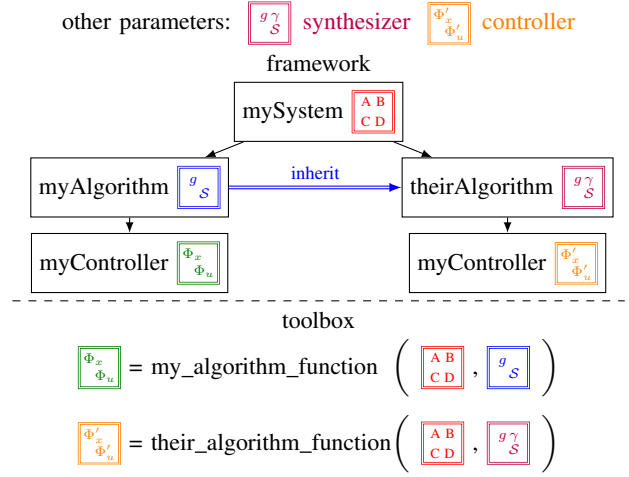 other parameters: g γ S synthesizer Φ′x Φ′u controller
framework
mySystem A B C D
myAlgorithm g S inherit theirAlgorithm g γ S
myController Φx Φu myController Φ′x Φ′u
toolbox
Φx Φu = my_algorithm_function ( A B C D , g S )
Φ′x Φ′u = their_algorithm_function( A B C D , g γ S )